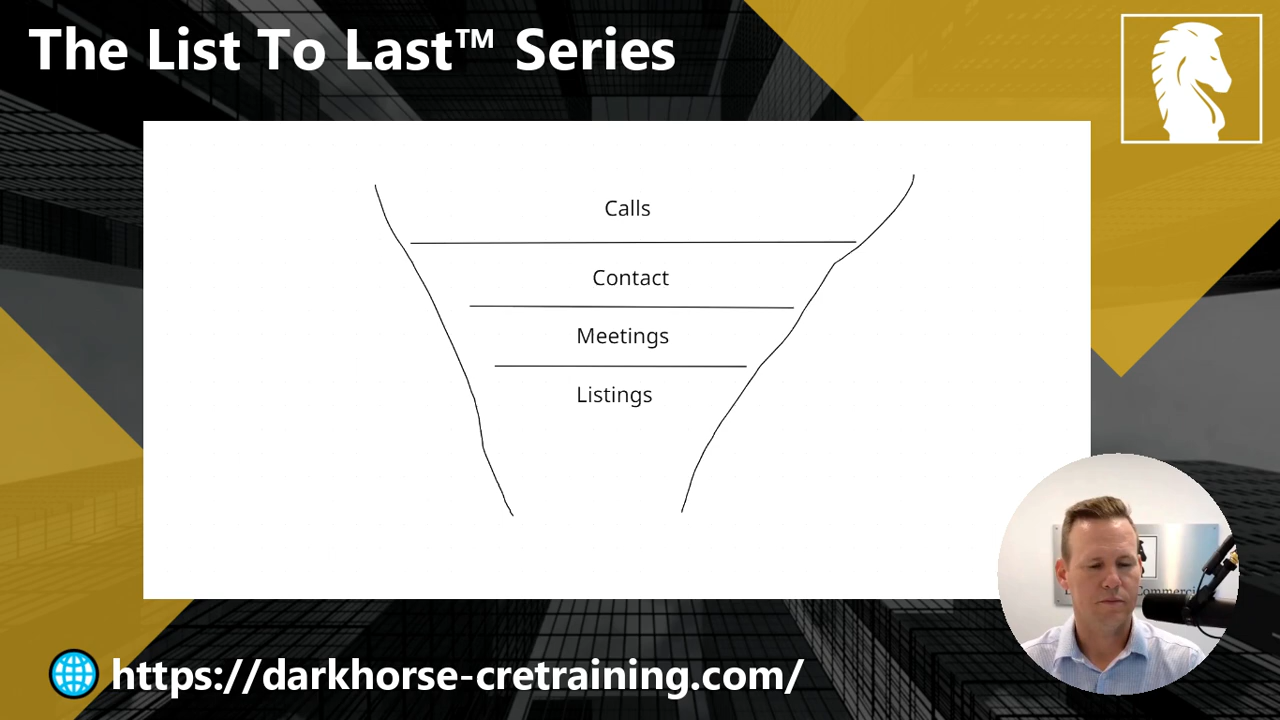 The List To Last™ Series
Calls
Contact
Meetings
Listings
https://darkhorse-cretraining.com/